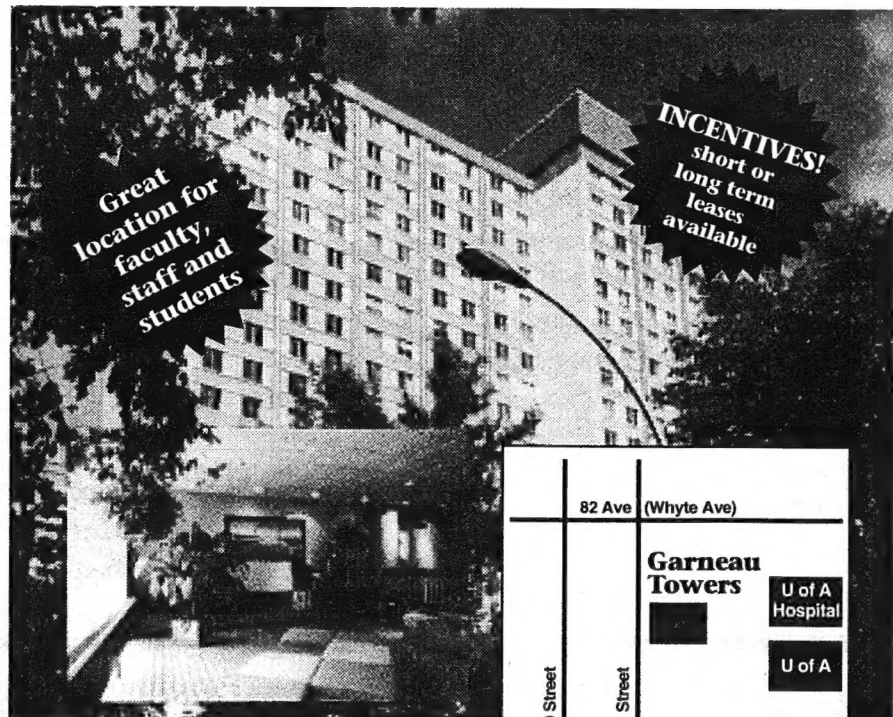 Great
location for
faculty,
staff and
students
INCENTIVES!
short or
long term
leases
available
82 Ave (Whyte Ave)
Garneau
Towers
U of A
Hospital
U of A
Street
Street